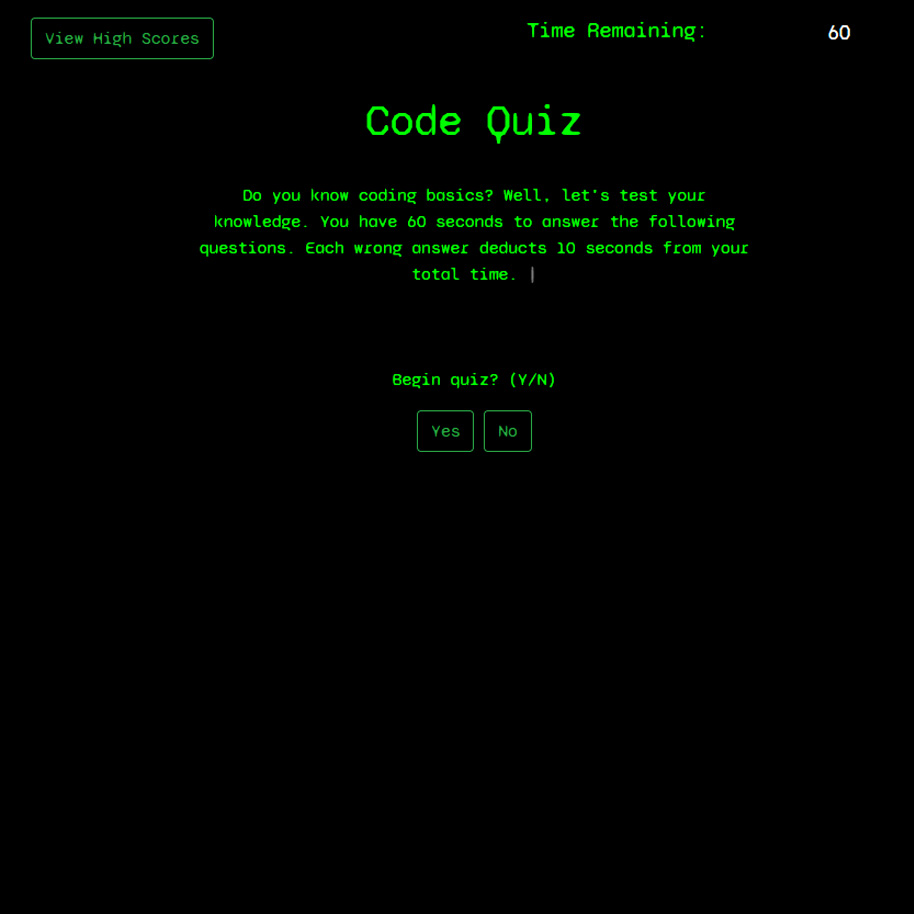 View High Scores
Time Remaining: 60
Code Quiz
Do you know coding basics? Well, let's test your
knowledge. You have 60 seconds to answer the following
questions. Each wrong answer deducts 10 seconds from your
total time. |
Begin quiz? (Y/N)
Yes No